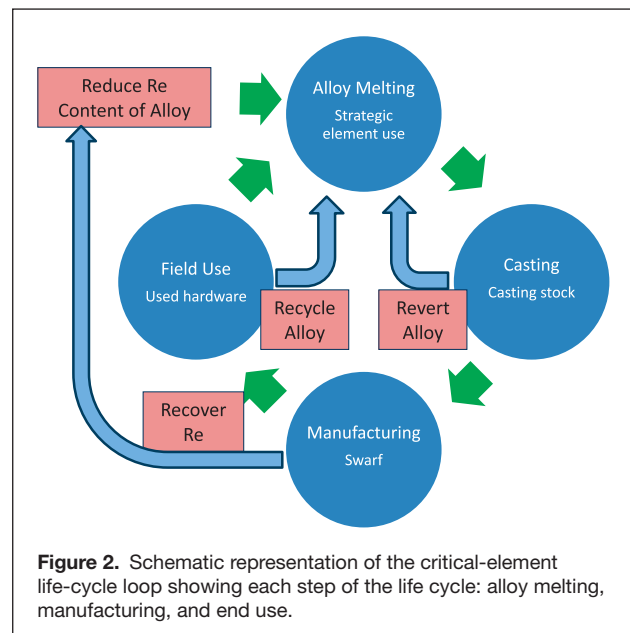 Reduce Re
Content of Alloy
Alloy Melting
Strategic
element use
Field Use
Used hardware
Casting
Casting stock
Recycle
Alloy
Revert
Alloy
Recover
Re
Manufacturing
Swarf
Figure 2. Schematic representation of the critical-element
life-cycle loop showing each step of the life cycle: alloy melting,
manufacturing, and end use.